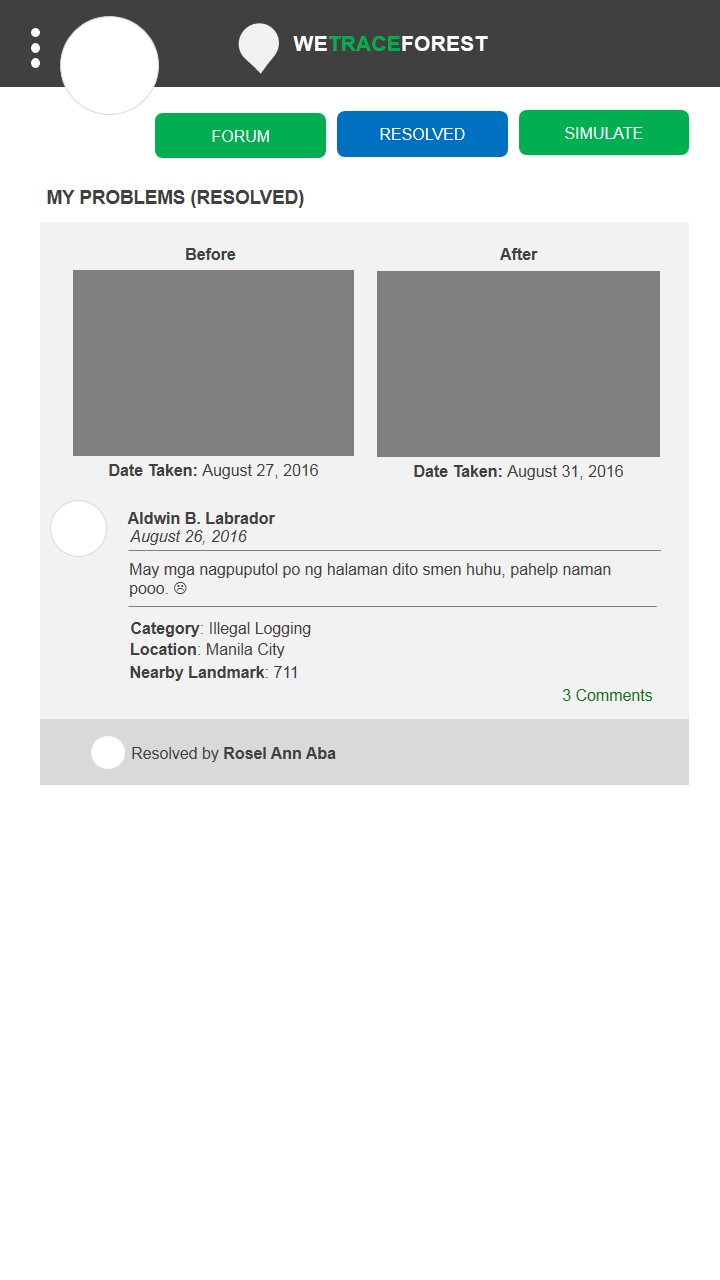 WETRACEFOREST
FORUM
RESOLVED
SIMULATE
MY PROBLEMS (RESOLVED)
Before
After
Date Taken: August 27, 2016
Date Taken: August 31, 2016
Aldwin B. Labrador
August 26, 2016
May mga nagpuputol po ng halaman dito smen huhu, pahelp naman
pooo. ☹
Category: Illegal Logging
Location: Manila City
Nearby Landmark: 711
3 Comments
Resolved by Rosel Ann Aba